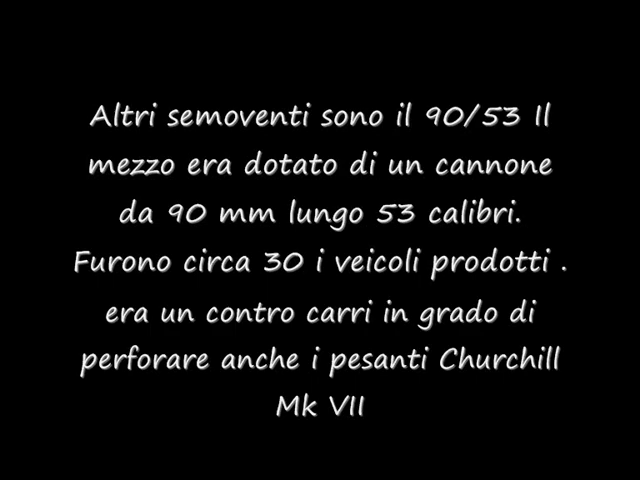 Altri semoventi sono il 90/53 Il
mezzo era dotato di un cannone
da 90 mm lungo 53 calibri.
Furono circa 30 i veicoli prodotti .
era un contro carri in grado di
perforare anche i pesanti Churchill
Mk VII